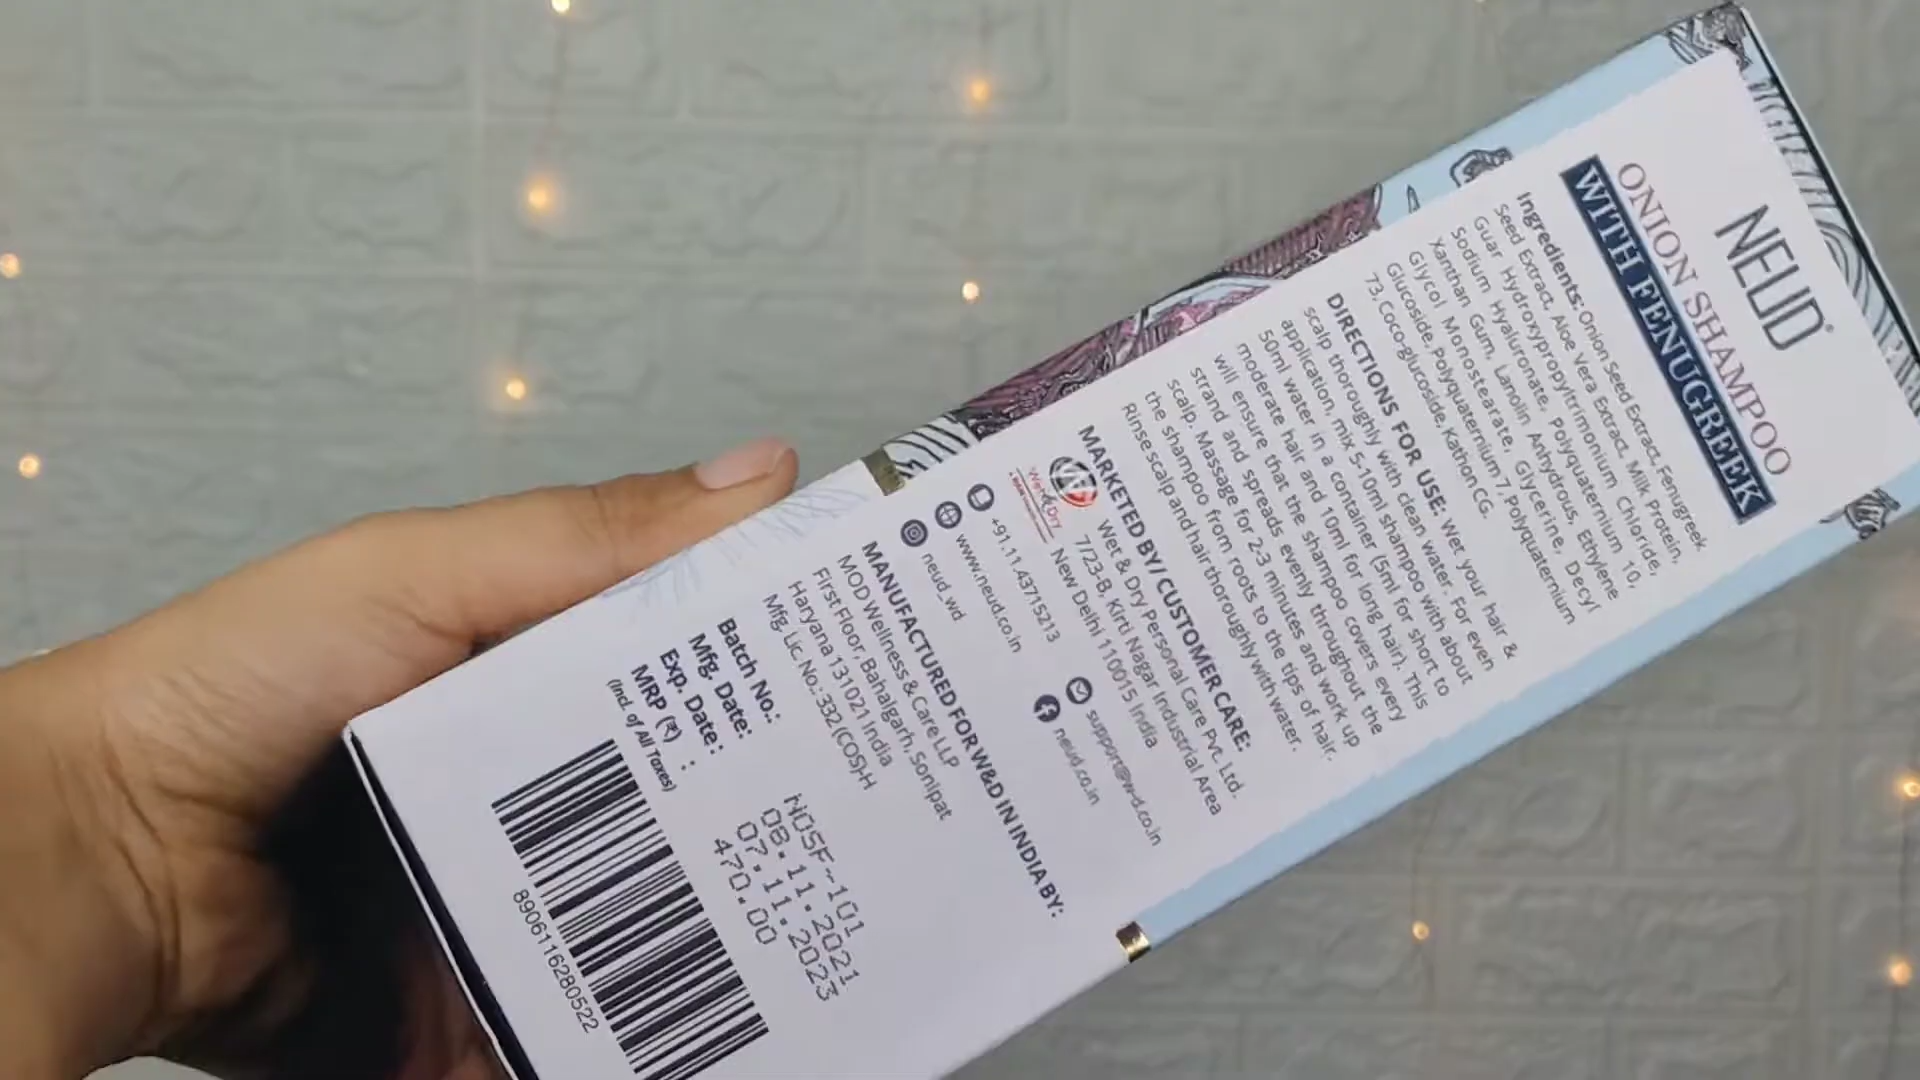 NEUD®
ONION SHAMPOO
WITH FENUGREEK
Ingredients: Onion Seed Extract, Fenugreek
Seed Extract, Aloe Vera Extract, Milk Protein,
Guar Hydroxypropyltrimonium Chloride,
Sodium Hyaluronate, Polyquaternium 10,
Xanthan Gum, Lanolin Anhydrous, Ethylene
Glycol Monostearate, Glycerine, Decyl
Glucoside, Polyquaternium 7, Polyquaternium
73, Coco-glucoside, Kathon CG.
DIRECTIONS FOR USE: Wet your hair &
scalp thoroughly with clean water. For even
application, mix 5-10ml shampoo with about
50ml water in a container (5ml for short to
moderate hair and 10ml for long hair). This
will ensure that the shampoo covers every
strand and spreads evenly throughout the
scalp. Massage for 2-3 minutes and work up
the shampoo from roots to the tips of hair.
Rinse scalp and hair thoroughly with water.
MARKETED BY / CUSTOMER CARE:
Wet & Dry
Wet & Dry Personal Care Pvt. Ltd.
7/23-B, Kirti Nagar Industrial Area
New Delhi 110015 India
+91.11.43715213
support@w-d.co.in
www.neud.co.in
neud.co.in
neud_wd
MANUFACTURED FOR W&D IN INDIA BY:
MOD Wellness & Care LLP
First Floor, Bahalgarh, Sonipat
Haryana 131021 India
Mfg. Lic. No.: 332 (COS)-H
Batch No.: NOSF-101
Mfg. Date: 08.11.2021
Exp. Date: 07.11.2023
MRP (₹) : 470.00
(Incl. of All Taxes)
8906116280522